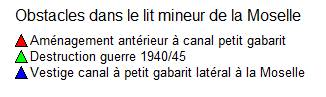 Obstacles dans le lit mineur de la Moselle
Aménagement antérieur à canal petit gabarit
Destruction guerre 1940/45
Vestige canal à petit gabarit latéral à la Moselle